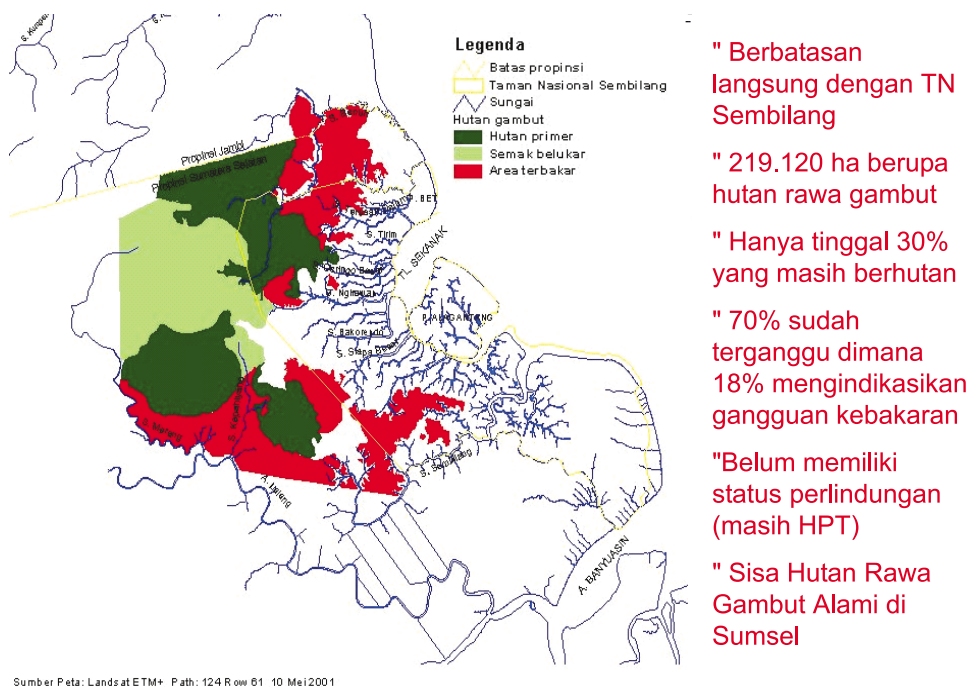 Legenda
Batas propinsi
Taman Nasional Sembilang
Sungai
Hutan gambut
Hutan primer
Semak belukar
Area terbakar
Propinsi Jambi
Propinsi Sumatera Selatan
P. BET
S. Tirim
TL. SEKANAK
S. Bakorendo
S. Siapa Besar
S. Merang
S. Kepahiang
A. Lalang
S. Sembilang
A. BANYUASIN
" Berbatasan
langsung dengan TN
Sembilang
" 219.120 ha berupa
hutan rawa gambut
" Hanya tinggal 30%
yang masih berhutan
" 70% sudah
terganggu dimana
18% mengindikasikan
gangguan kebakaran
"Belum memiliki
status perlindungan
(masih HPT)
" Sisa Hutan Rawa
Gambut Alami di
Sumsel
Sumber Peta: Landsat ETM+ Path: 124 Row 61 10 Mei 2001